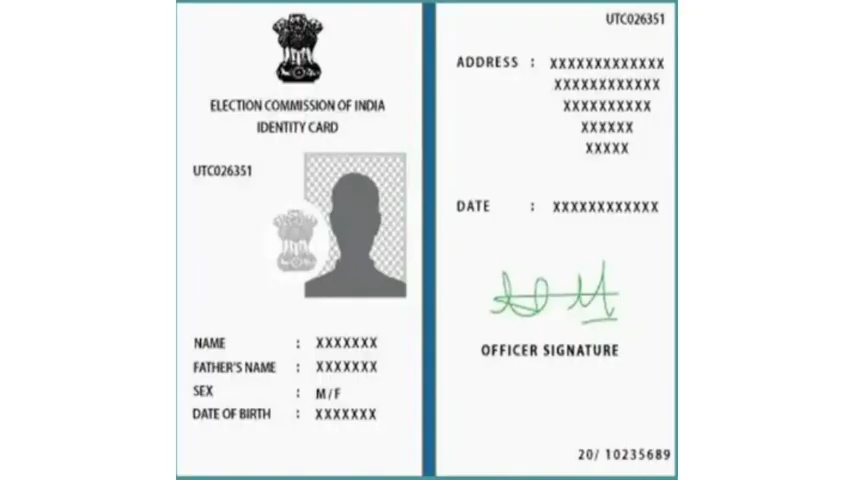 ELECTION COMMISSION OF INDIA
IDENTITY CARD
UTC026351
NAME : XXXXXXX
FATHER'S NAME : XXXXXXX
SEX : M/F
DATE OF BIRTH : XXXXXXX
UTC026351
ADDRESS : XXXXXXXXXXXXX
XXXXXXXXXXXX
XXXXXXXXXX
XXXXXX
XXXXX
DATE : XXXXXXXXXXXX
OFFICER SIGNATURE
20/ 10235689